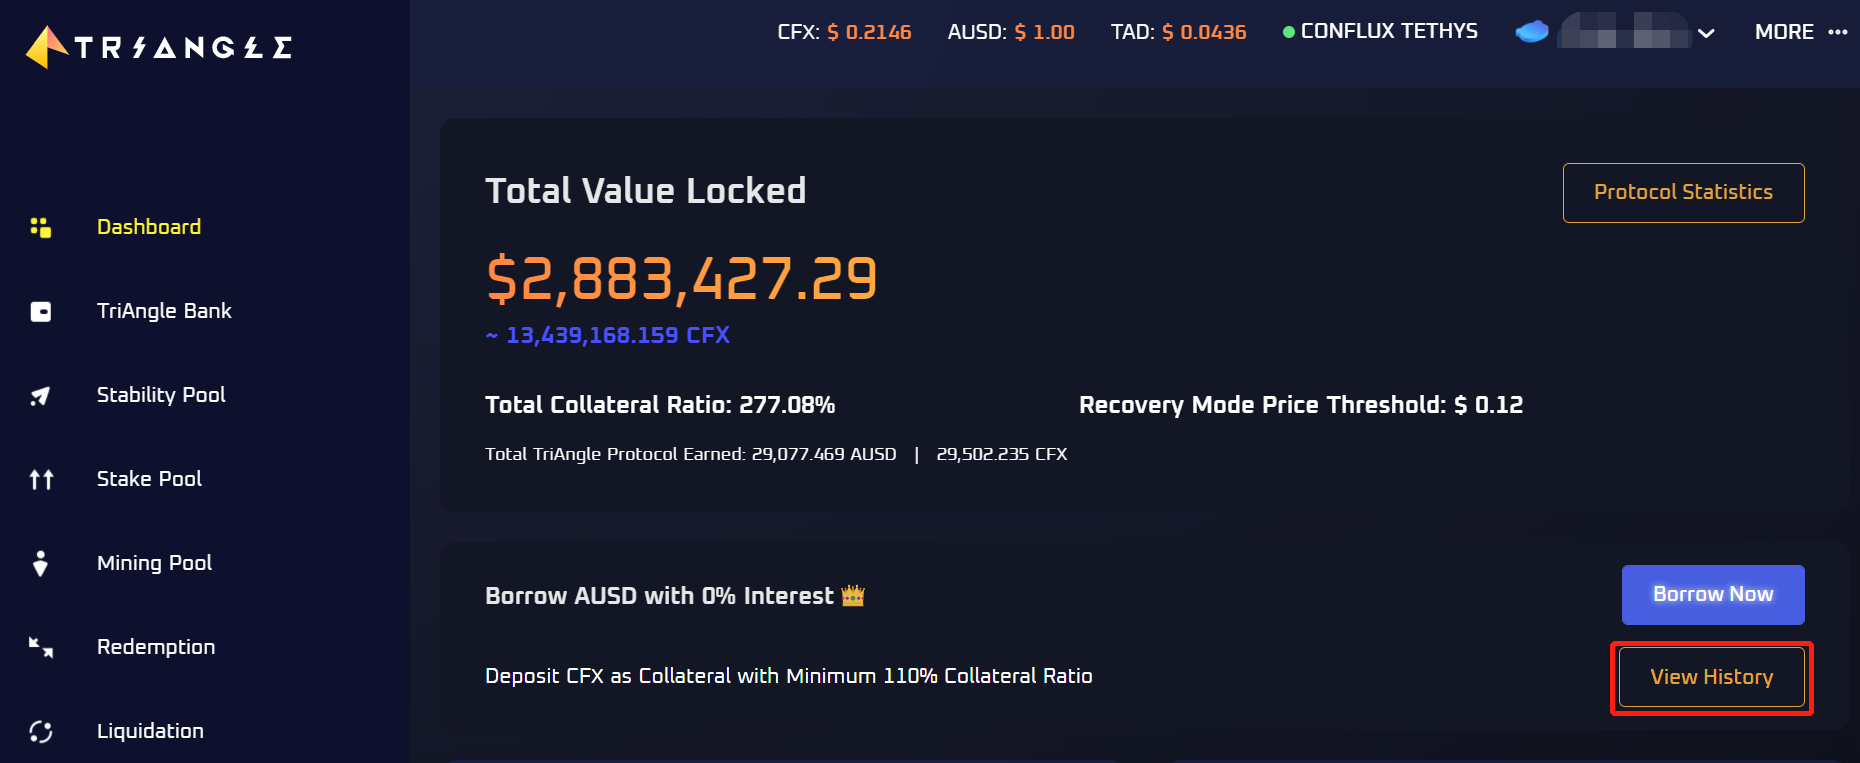 TRIANGLE
CFX: $ 0.2146 AUSD: $ 1.00 TAD: $ 0.0436 CONFLUX TETHYS MORE
Dashboard
TriAngle Bank
Stability Pool
Stake Pool
Mining Pool
Redemption
Liquidation
Total Value Locked
Protocol Statistics
$2,883,427.29
~ 13,439,168.159 CFX
Total Collateral Ratio: 277.08% Recovery Mode Price Threshold: $ 0.12
Total TriAngle Protocol Earned: 29,077.469 AUSD | 29,502.235 CFX
Borrow AUSD with 0% Interest
Borrow Now
Deposit CFX as Collateral with Minimum 110% Collateral Ratio
View History